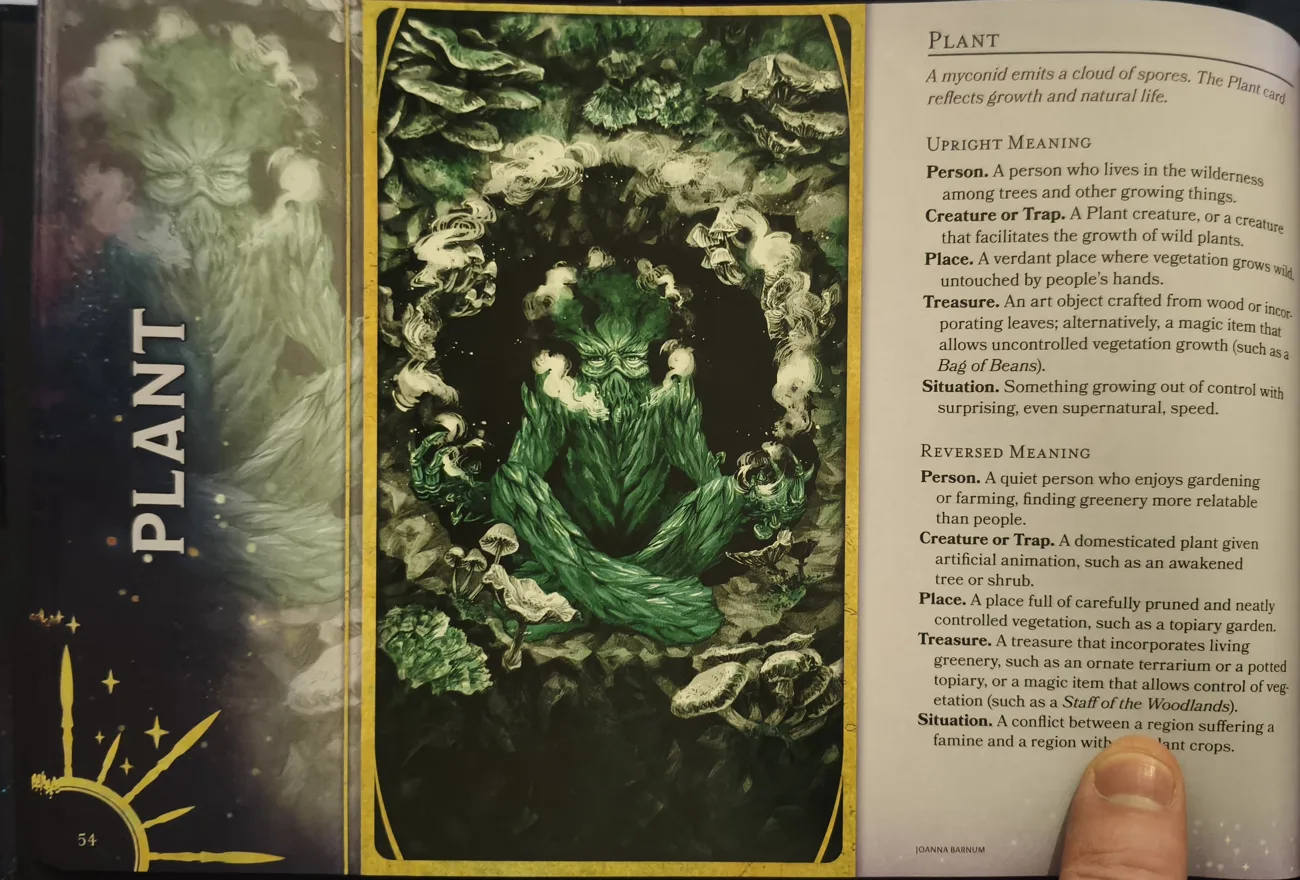 PLANT
54
PLANT
A myconid emits a cloud of spores. The Plant card
reflects growth and natural life.
UPRIGHT MEANING
Person. A person who lives in the wilderness
among trees and other growing things.
Creature or Trap. A Plant creature, or a creature
that facilitates the growth of wild plants.
Place. A verdant place where vegetation grows wild,
untouched by people's hands.
Treasure. An art object crafted from wood or incor-
porating leaves; alternatively, a magic item that
allows uncontrolled vegetation growth (such as a
Bag of Beans).
Situation. Something growing out of control with
surprising, even supernatural, speed.
REVERSED MEANING
Person. A quiet person who enjoys gardening
or farming, finding greenery more relatable
than people.
Creature or Trap. A domesticated plant given
artificial animation, such as an awakened
tree or shrub.
Place. A place full of carefully pruned and neatly
controlled vegetation, such as a topiary garden.
Treasure. A treasure that incorporates living
greenery, such as an ornate terrarium or a potted
topiary, or a magic item that allows control of veg-
etation (such as a Staff of the Woodlands).
Situation. A conflict between a region suffering a
famine and a region with crops.
JOANNA BARNUM